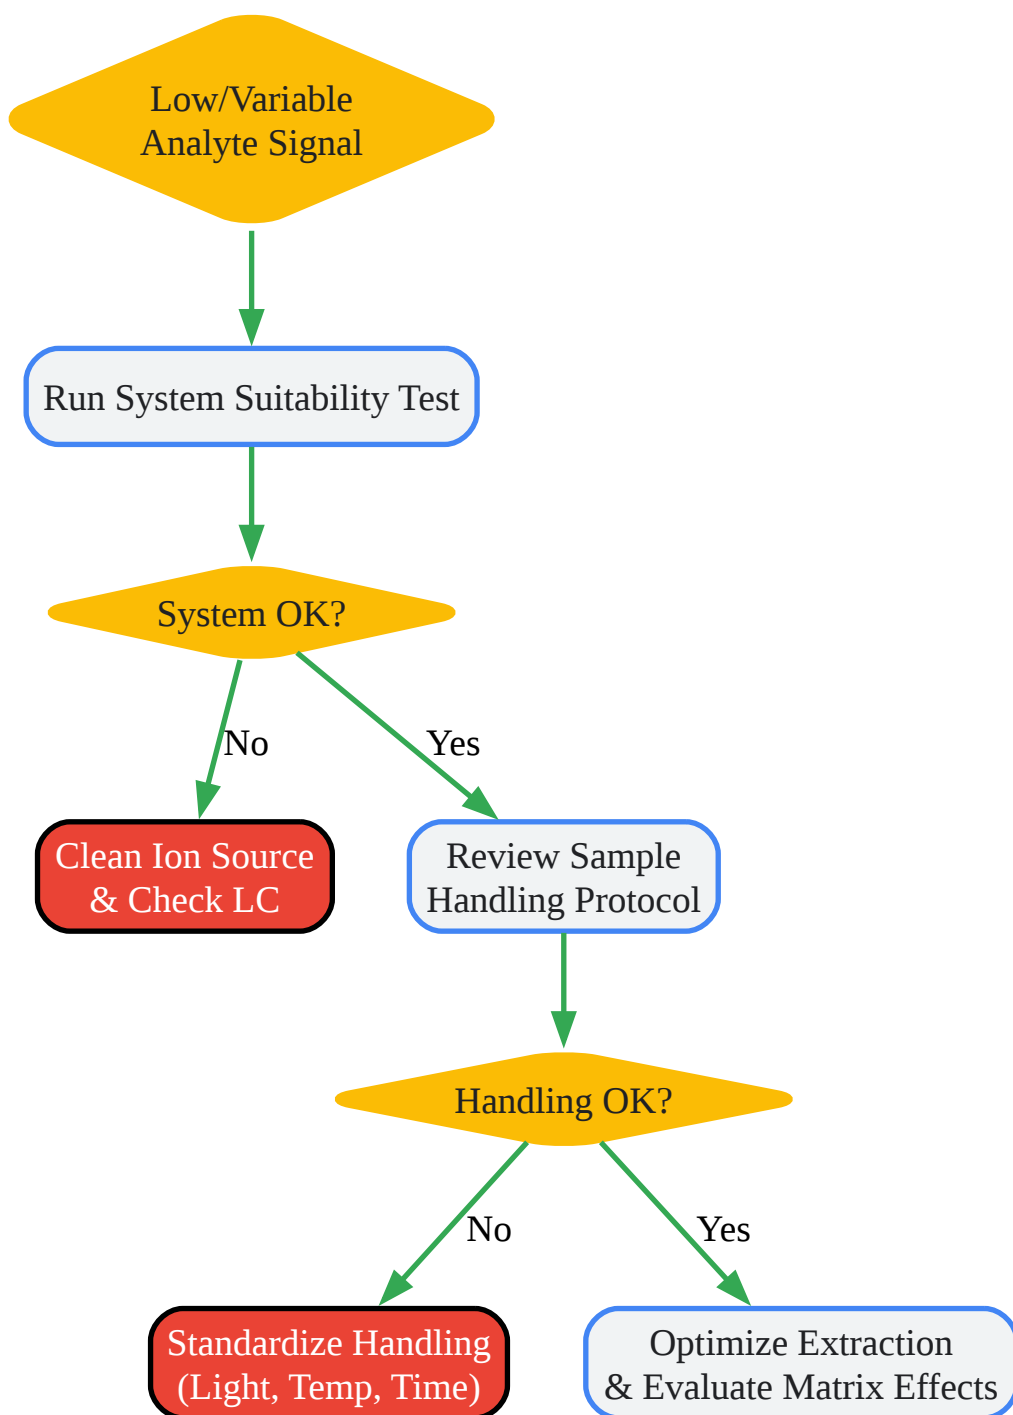 Low/Variable
Analyte Signal
Run System Suitability Test
System OK?
No
Yes
Clean Ion Source
& Check LC
Review Sample
Handling Protocol
Handling OK?
No
Yes
Standardize Handling
(Light, Temp, Time)
Optimize Extraction
& Evaluate Matrix Effects